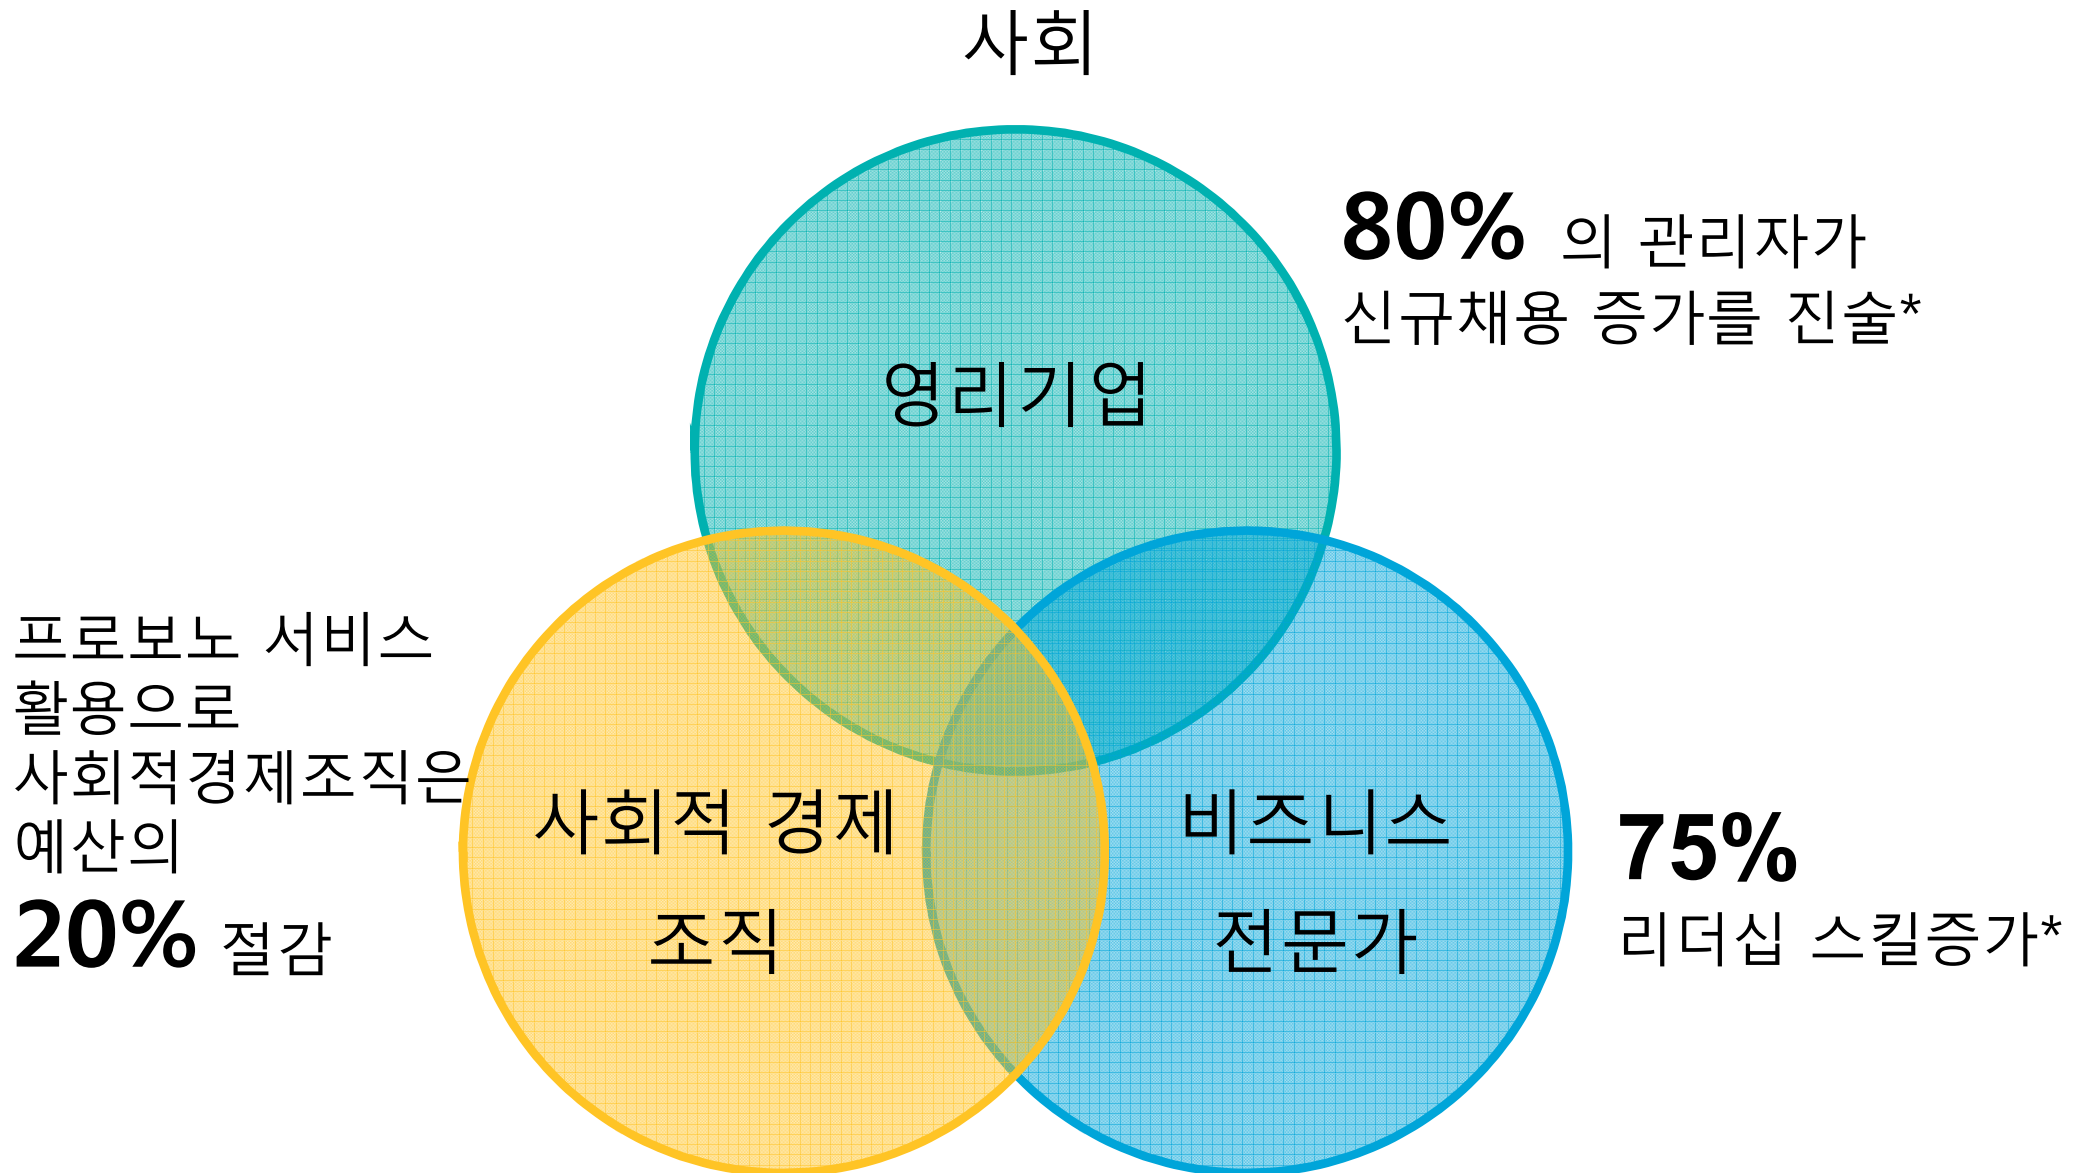 사회
80% 의 관리자가
신규채용 증가를 진술*
영리기업
프로보노 서비스
활용으로
사회적경제조직은
예산의
20% 절감
사회적 경제
조직
비즈니스
전문가
75%
리더십 스킬증가*